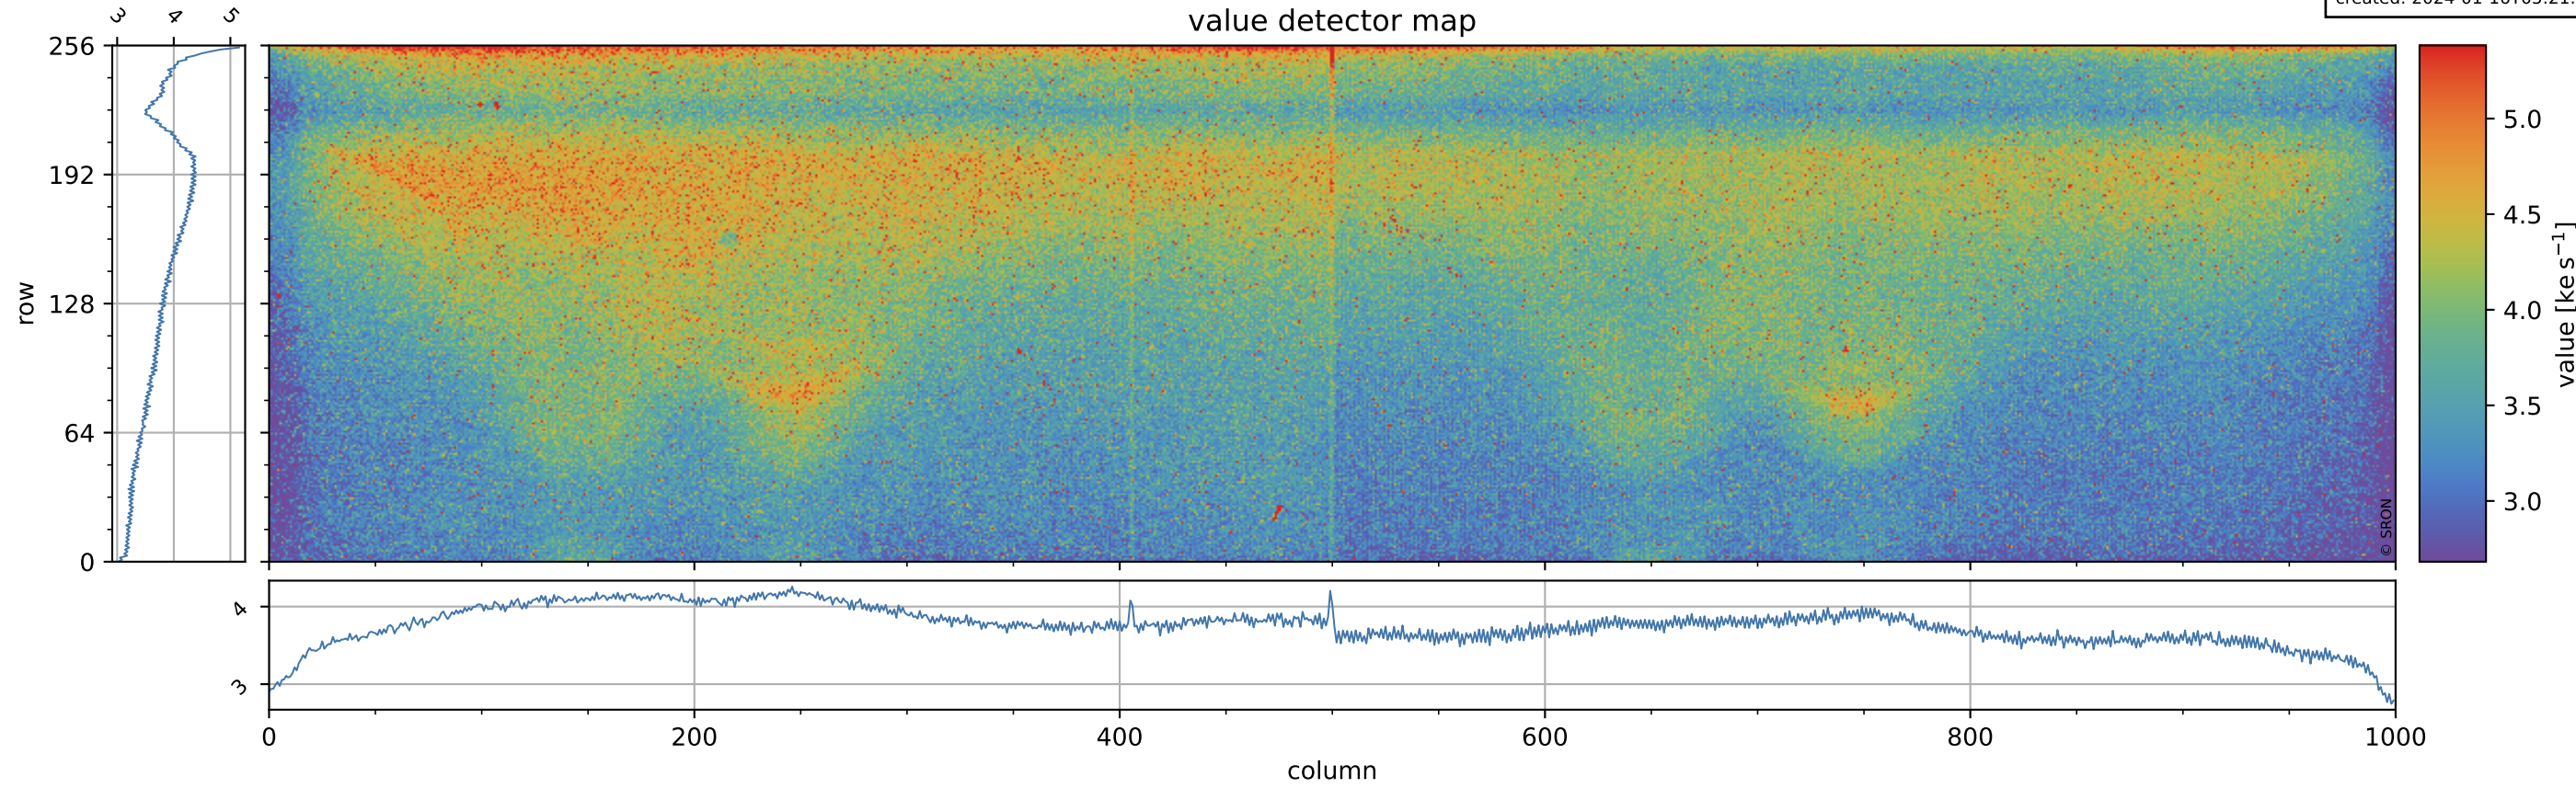 value detector map
3 4 5
256
192
128
64
0
row
5.0
4.5
4.0
3.5
3.0
value [ke s⁻¹]
© SRON
4
3
0 200 400 600 800 1000
column